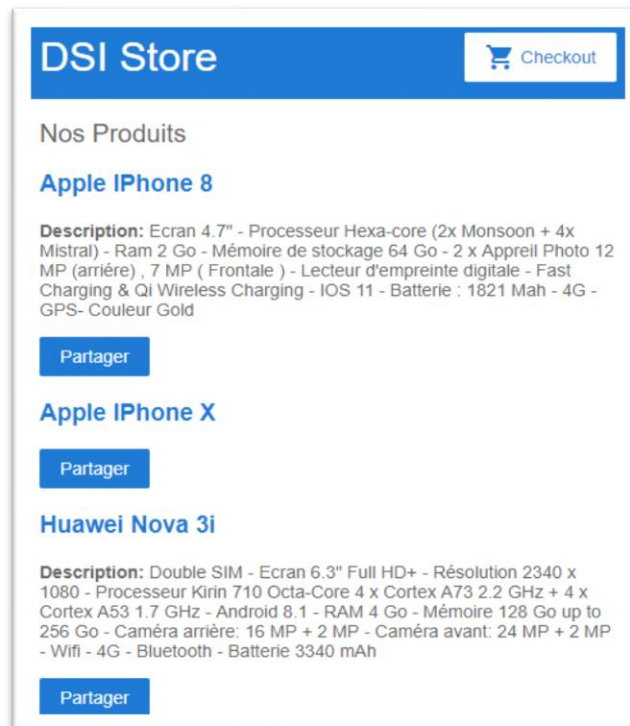 DSI Store
Checkout
Nos Produits
Apple IPhone 8
Description: Ecran 4.7" - Processeur Hexa-core (2x Monsoon + 4x
Mistral) - Ram 2 Go - Mémoire de stockage 64 Go - 2 x Appreil Photo 12
MP (arriére) , 7 MP ( Frontale ) - Lecteur d'empreinte digitale - Fast
Charging & Qi Wireless Charging - IOS 11 - Batterie : 1821 Mah - 4G -
GPS- Couleur Gold
Partager
Apple IPhone X
Partager
Huawei Nova 3i
Description: Double SIM - Ecran 6.3" Full HD+ - Résolution 2340 x
1080 - Processeur Kirin 710 Octa-Core 4 x Cortex A73 2.2 GHz + 4 x
Cortex A53 1.7 GHz - Android 8.1 - RAM 4 Go - Mémoire 128 Go up to
256 Go - Caméra arrière: 16 MP + 2 MP - Caméra avant: 24 MP + 2 MP
- Wifi - 4G - Bluetooth - Batterie 3340 mAh
Partager